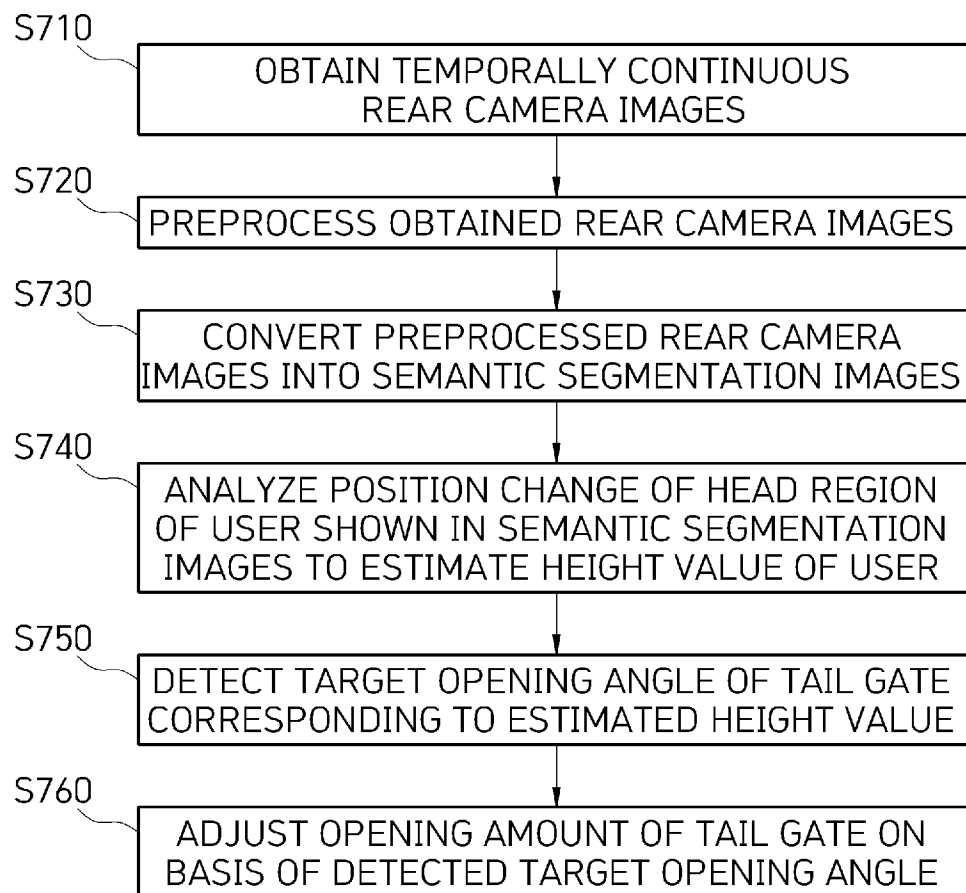 S710
OBTAIN TEMPORALLY CONTINUOUS
REAR CAMERA IMAGES
S720
PREPROCESS OBTAINED REAR CAMERA IMAGES
S730
CONVERT PREPROCESSED REAR CAMERA
IMAGES INTO SEMANTIC SEGMENTATION IMAGES
S740
ANALYZE POSITION CHANGE OF HEAD REGION
OF USER SHOWN IN SEMANTIC SEGMENTATION
IMAGES TO ESTIMATE HEIGHT VALUE OF USER
S750
DETECT TARGET OPENING ANGLE OF TAIL GATE
CORRESPONDING TO ESTIMATED HEIGHT VALUE
S760
ADJUST OPENING AMOUNT OF TAIL GATE ON
BASIS OF DETECTED TARGET OPENING ANGLE